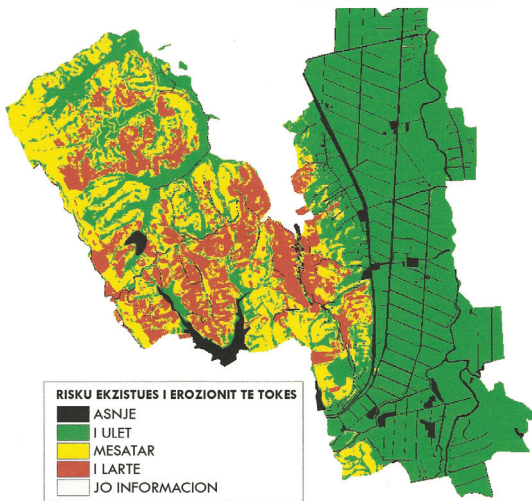 RISKU EKZISTUES I EROZIONIT TE TOKES
ASNJE
I ULET
MESATAR
I LARTE
JO INFORMACION